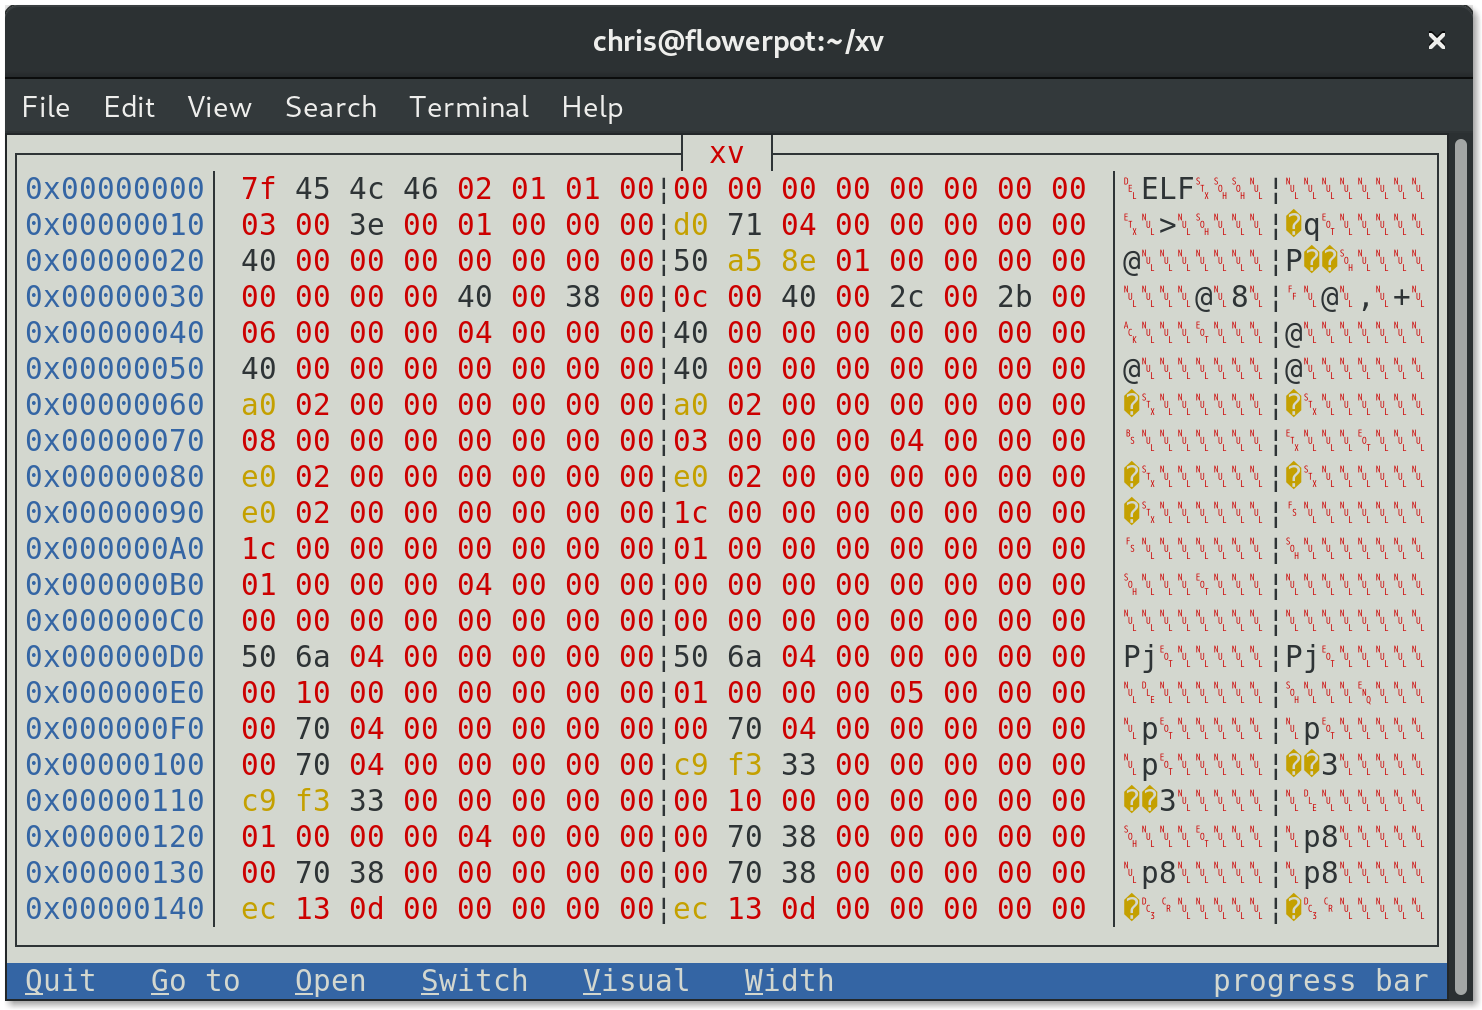 chris@flowerpot:~/xv ×
File Edit View Search Terminal Help
xv
0x00000000 7f 45 4c 46 02 01 01 00¦00 00 00 00 00 00 00 00 ␡ELF␂␁␁␀¦␀␀␀␀␀␀␀␀
0x00000010 03 00 3e 00 01 00 00 00¦d0 71 04 00 00 00 00 00 ␃␀>␀␁␀␀␀¦�q␄␀␀␀␀␀
0x00000020 40 00 00 00 00 00 00 00¦50 a5 8e 01 00 00 00 00 @␀␀␀␀␀␀␀¦P��␁␀␀␀␀
0x00000030 00 00 00 00 40 00 38 00¦0c 00 40 00 2c 00 2b 00 ␀␀␀␀@␀8␀¦␌␀@␀,␀+␀
0x00000040 06 00 00 00 04 00 00 00¦40 00 00 00 00 00 00 00 ␆␀␀␀␄␀␀␀¦@␀␀␀␀␀␀␀
0x00000050 40 00 00 00 00 00 00 00¦40 00 00 00 00 00 00 00 @␀␀␀␀␀␀␀¦@␀␀␀␀␀␀␀
0x00000060 a0 02 00 00 00 00 00 00¦a0 02 00 00 00 00 00 00 �␂␀␀␀␀␀␀¦�␂␀␀␀␀␀␀
0x00000070 08 00 00 00 00 00 00 00¦03 00 00 00 04 00 00 00 ␈␀␀␀␀␀␀␀¦␃␀␀␀␄␀␀␀
0x00000080 e0 02 00 00 00 00 00 00¦e0 02 00 00 00 00 00 00 �␂␀␀␀␀␀␀¦�␂␀␀␀␀␀␀
0x00000090 e0 02 00 00 00 00 00 00¦1c 00 00 00 00 00 00 00 �␂␀␀␀␀␀␀¦␜␀␀␀␀␀␀␀
0x000000A0 1c 00 00 00 00 00 00 00¦01 00 00 00 00 00 00 00 ␜␀␀␀␀␀␀␀¦␁␀␀␀␀␀␀␀
0x000000B0 01 00 00 00 04 00 00 00¦00 00 00 00 00 00 00 00 ␁␀␀␀␄␀␀␀¦␀␀␀␀␀␀␀␀
0x000000C0 00 00 00 00 00 00 00 00¦00 00 00 00 00 00 00 00 ␀␀␀␀␀␀␀␀¦␀␀␀␀␀␀␀␀
0x000000D0 50 6a 04 00 00 00 00 00¦50 6a 04 00 00 00 00 00 Pj␄␀␀␀␀␀¦Pj␄␀␀␀␀␀
0x000000E0 00 10 00 00 00 00 00 00¦01 00 00 00 05 00 00 00 ␀␐␀␀␀␀␀␀¦␁␀␀␀␅␀␀␀
0x000000F0 00 70 04 00 00 00 00 00¦00 70 04 00 00 00 00 00 ␀p␄␀␀␀␀␀¦␀p␄␀␀␀␀␀
0x00000100 00 70 04 00 00 00 00 00¦c9 f3 33 00 00 00 00 00 ␀p␄␀␀␀␀␀¦��3␀␀␀␀␀
0x00000110 c9 f3 33 00 00 00 00 00¦00 10 00 00 00 00 00 00 ��3␀␀␀␀␀¦␀␐␀␀␀␀␀␀
0x00000120 01 00 00 00 04 00 00 00¦00 70 38 00 00 00 00 00 ␁␀␀␀␄␀␀␀¦␀p8␀␀␀␀␀
0x00000130 00 70 38 00 00 00 00 00¦00 70 38 00 00 00 00 00 ␀p8␀␀␀␀␀¦␀p8␀␀␀␀␀
0x00000140 ec 13 0d 00 00 00 00 00¦ec 13 0d 00 00 00 00 00 �␓␍␀␀␀␀␀¦�␓␍␀␀␀␀␀
Quit Go to Open Switch Visual Width progress bar